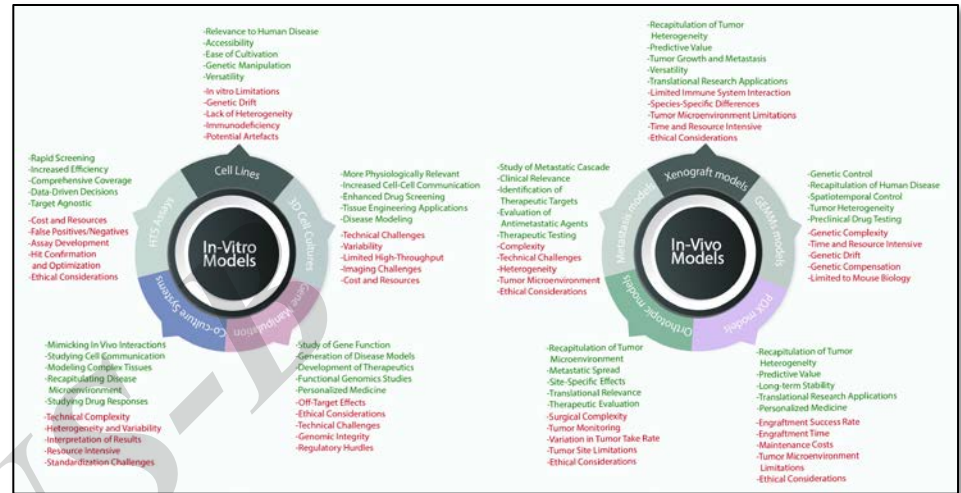 -Relevance to Human Disease
-Accessibility
-Ease of Cultivation
-Genetic Manipulation
-Versatility
-In vitro Limitations
-Genetic Drift
-Lack of Heterogeneity
-Immunodeficiency
-Potential Artefacts
-Rapid Screening
-Increased Efficiency
-Comprehensive Coverage
-Data-Driven Decisions
-Target Agnostic
-Cost and Resources
-False Positives/Negatives
-Assay Development
-Hit Confirmation
and Optimization
-Ethical Considerations
Cell Lines
3D Cell Cultures
Gene Manipulation
Co-culture Systems
HTS Assays
In-Vitro
Models
-More Physiologically Relevant
-Increased Cell-Cell Communication
-Enhanced Drug Screening
-Tissue Engineering Applications
-Disease Modeling
-Technical Challenges
-Variability
-Limited High-Throughput
-Imaging Challenges
-Cost and Resources
-Mimicking In Vivo Interactions
-Studying Cell Communication
-Modeling Complex Tissues
-Recapitulating Disease
Microenvironment
-Studying Drug Responses
-Technical Complexity
-Heterogeneity and Variability
-Interpretation of Results
-Resource Intensive
-Standardization Challenges
-Study of Gene Function
-Generation of Disease Models
-Development of Therapeutics
-Functional Genomics Studies
-Personalized Medicine
-Off-Target Effects
-Ethical Considerations
-Technical Challenges
-Genomic Integrity
-Regulatory Hurdles
-Recapitulation of Tumor
Heterogeneity
-Predictive Value
-Tumor Growth and Metastasis
-Versatility
-Translational Research Applications
-Limited Immune System Interaction
-Species-Specific Differences
-Tumor Microenvironment Limitations
-Time and Resource Intensive
-Ethical Considerations
-Study of Metastatic Cascade
-Clinical Relevance
-Identification of
Therapeutic Targets
-Evaluation of
Antimetastatic Agents
-Therapeutic Testing
-Complexity
-Technical Challenges
-Heterogeneity
-Tumor Microenvironment
-Ethical Considerations
Xenograft models
GEMMs models
PDX models
Orthotopic models
Metastasis models
In-Vivo
Models
-Genetic Control
-Recapitulation of Human Disease
-Spatiotemporal Control
-Tumor Heterogeneity
-Preclinical Drug Testing
-Genetic Complexity
-Time and Resource Intensive
-Genetic Drift
-Genetic Compensation
-Limited to Mouse Biology
-Recapitulation of Tumor
Microenvironment
-Metastatic Spread
-Site-Specific Effects
-Translational Relevance
-Therapeutic Evaluation
-Surgical Complexity
-Tumor Monitoring
-Variation in Tumor Take Rate
-Tumor Site Limitations
-Ethical Considerations
-Recapitulation of Tumor
Heterogeneity
-Predictive Value
-Long-term Stability
-Translational Research Applications
-Personalized Medicine
-Engraftment Success Rate
-Engraftment Time
-Maintenance Costs
-Tumor Microenvironment
Limitations
-Ethical Considerations